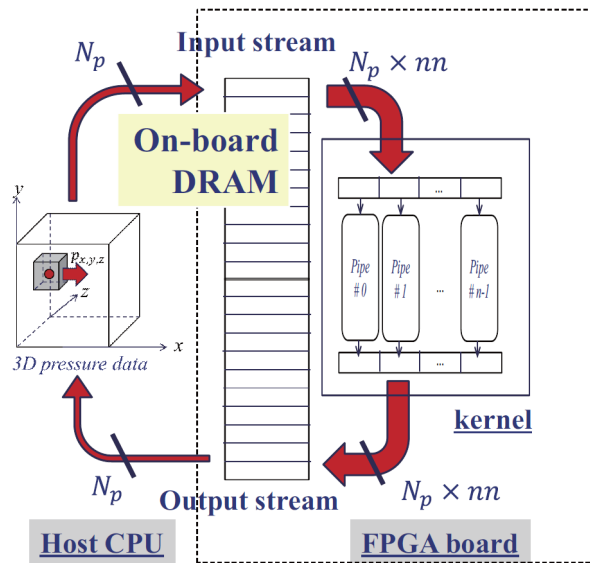 Input stream
N_p
N_p × nn
On-board
DRAM
y
p_{x,y,z}
z
x
3D pressure data
...
Pipe
#0
Pipe
#1
...
Pipe
#n-1
...
kernel
N_p
N_p × nn
Output stream
Host CPU
FPGA board